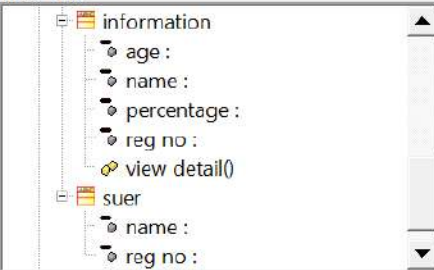 information
age :
name :
percentage :
reg no :
view detail()
suer
name :
reg no :